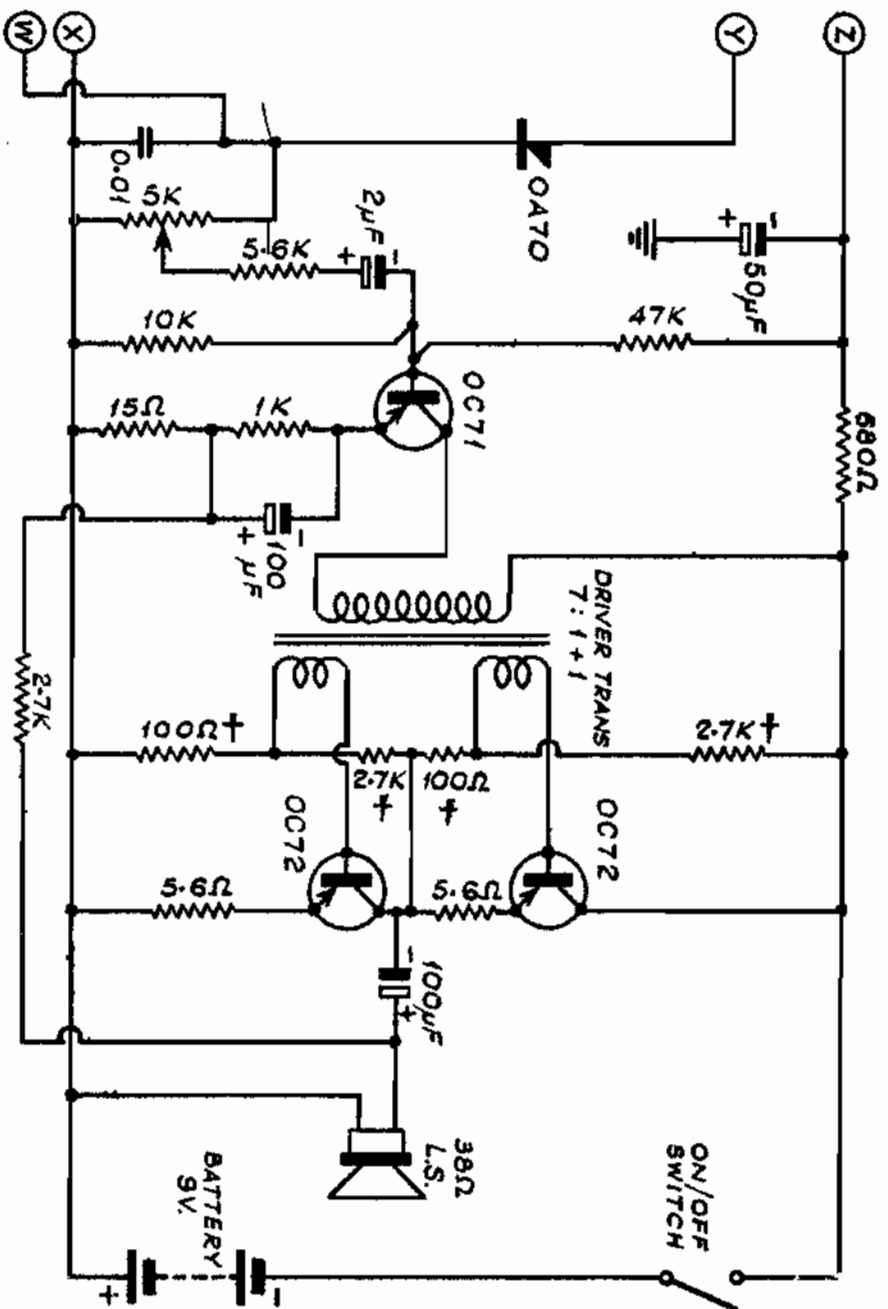 W
X
Y
Z
0.01
5K
5.6K
2µF
+
-
OA70
+
-
50µF
10K
47K
OC71
15Ω
1K
+
-
100
µF
680Ω
DRIVER TRANS
7:1+1
2.7K
100Ω †
2.7K
†
100Ω
†
2.7K †
OC72
OC72
5.6Ω
5.6Ω
-
100µF
+
38Ω
L.S.
ON/OFF
SWITCH
BATTERY
9V.
+
-